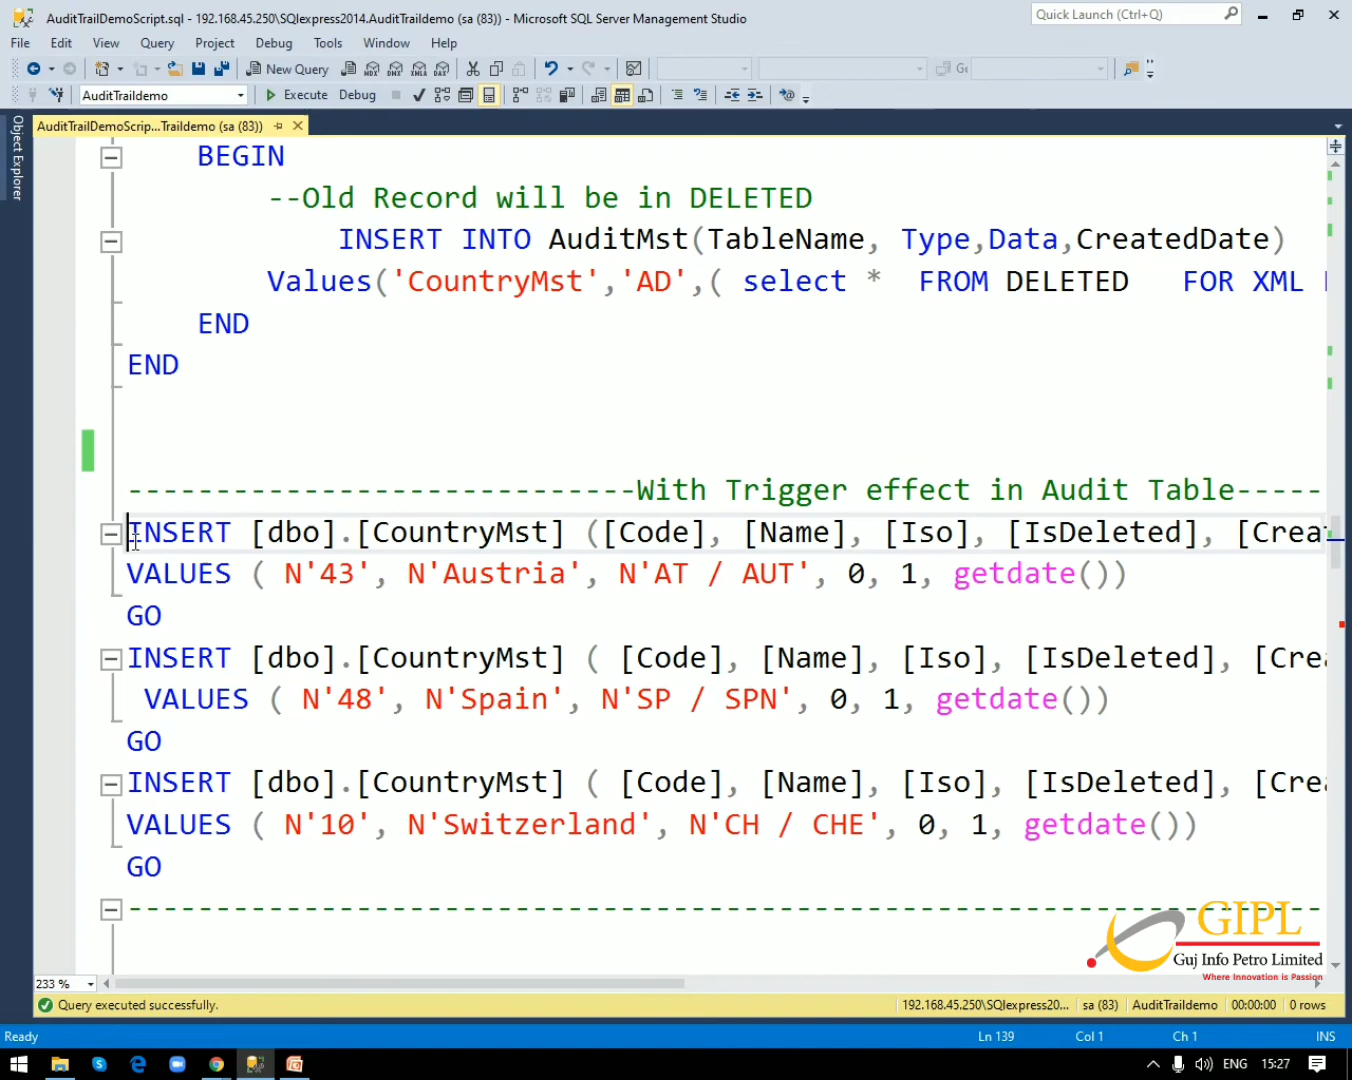 AuditTrailDemoScript.sql - 192.168.45.250\SQlexpress2014.AuditTraildemo (sa (83)) - Microsoft SQL Server Management Studio
Quick Launch (Ctrl+Q)
File Edit View Query Project Debug Tools Window Help
New Query
AuditTraildemo
Execute Debug
AuditTrailDemoScrip...Traildemo (sa (83))
Object Explorer
BEGIN
--Old Record will be in DELETED
INSERT INTO AuditMst(TableName, Type,Data,CreatedDate)
Values('CountryMst','AD',( select * FROM DELETED FOR XML
END
END
-----------------------------With Trigger effect in Audit Table-----
INSERT [dbo].[CountryMst] ([Code], [Name], [Iso], [IsDeleted], [Crea
VALUES ( N'43', N'Austria', N'AT / AUT', 0, 1, getdate())
GO
INSERT [dbo].[CountryMst] ( [Code], [Name], [Iso], [IsDeleted], [Cre
VALUES ( N'48', N'Spain', N'SP / SPN', 0, 1, getdate())
GO
INSERT [dbo].[CountryMst] ( [Code], [Name], [Iso], [IsDeleted], [Cre
VALUES ( N'10', N'Switzerland', N'CH / CHE', 0, 1, getdate())
GO
--------------------------------------------------------------------
GIPL
Guj Info Petro Limited
Where Innovation is Passion
233 %
Query executed successfully. 192.168.45.250\SQlexpress20... sa (83) AuditTraildemo 00:00:00 0 rows
Ready Ln 139 Col 1 Ch 1 INS
ENG 15:27